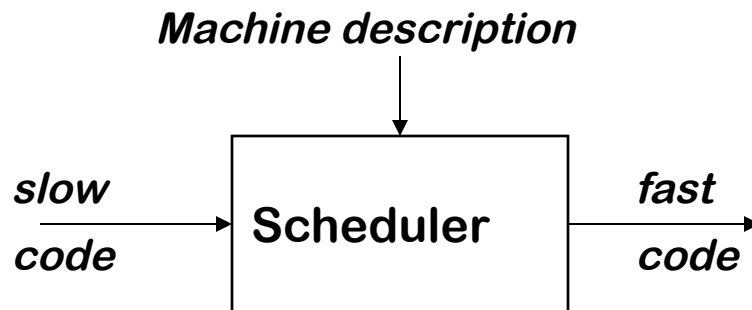 Machine description
slow
code
Scheduler
fast
code